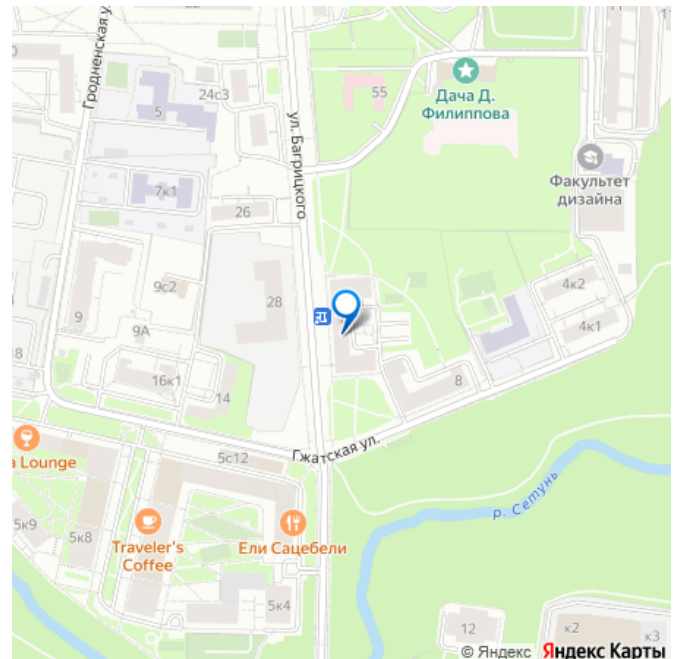 Гродненская у
24с3
5
55
Дача Д.
Филиппова
ул. Багрицкого
7к1
26
Факультет
дизайна
9с2
28
4к2
9
9А
4к1
8
16к1
8
14
Гжатская ул.
a Lounge
5с12
р. Сетунь
5к9
5к8
Traveler's
Coffee
Ели Сацебели
5к4
12
к2
к3
© Яндекс Яндекс Карты